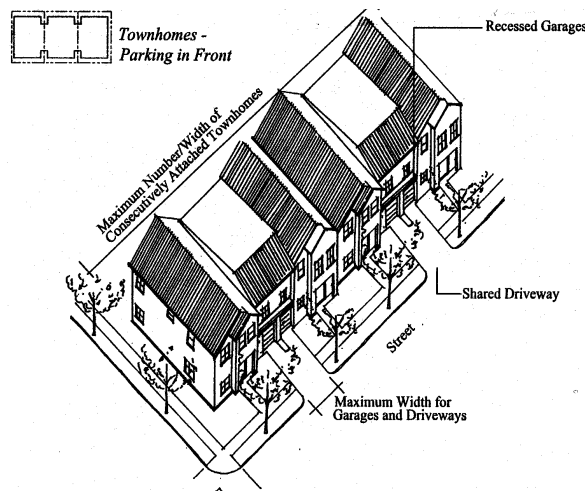 Townhomes -
Parking in Front
Recessed Garages
Maximum Number/Width of
Consecutively Attached Townhomes
Shared Driveway
Street
Maximum Width for
Garages and Driveways